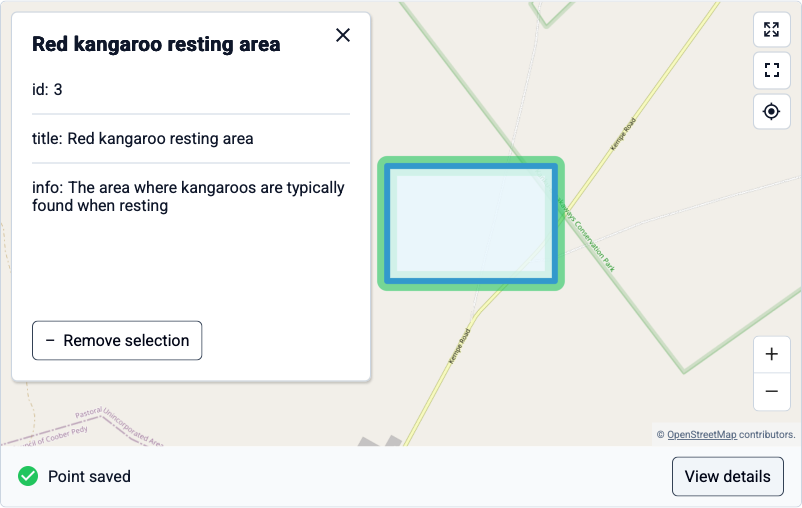 Red kangaroo resting area
id: 3
title: Red kangaroo resting area
info: The area where kangaroos are typically
found when resting
− Remove selection
Kempe Road
Conservation Park
Kempe Road
Pastoral Unincorporated Area
cil of Coober Pedy
+
−
© OpenStreetMap contributors.
Point saved
View details